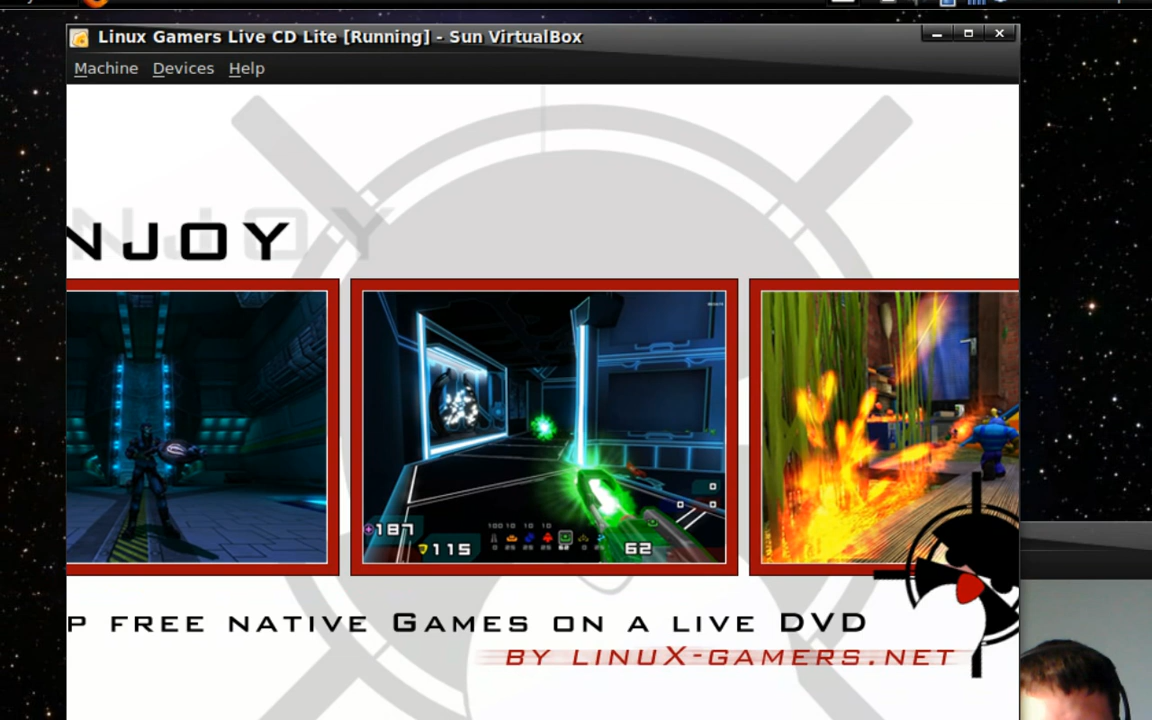 Linux Gamers Live CD Lite [Running] - Sun VirtualBox
Machine Devices Help
NJOY
187
115
62
P FREE NATIVE GAMES ON A LIVE DVD
BY LINUX-GAMERS.NET